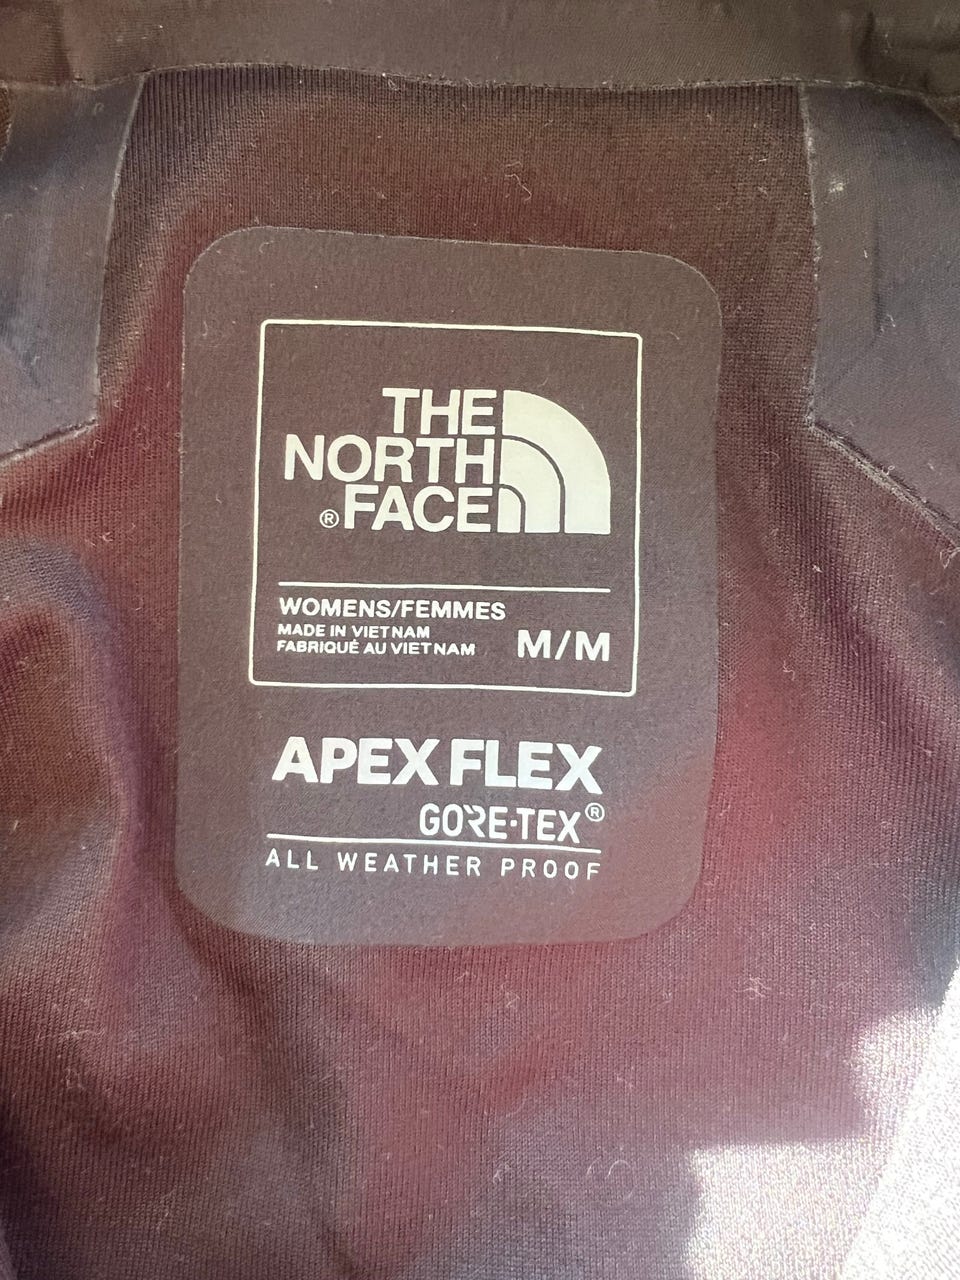 THE
NORTH
®FACE
WOMENS/FEMMES
MADE IN VIETNAM
FABRIQUÉ AU VIETNAM
M/M
APEX FLEX
GORE-TEX®
ALL WEATHER PROOF